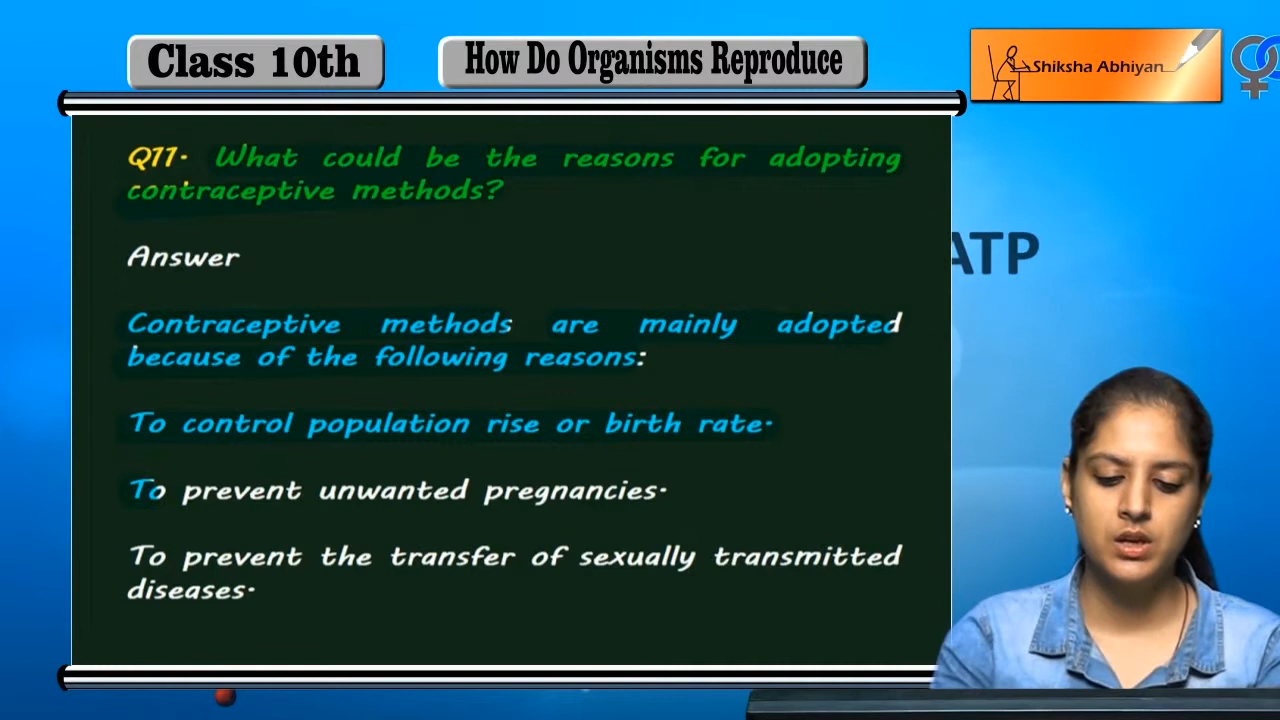 Class 10th
How Do Organisms Reproduce
Shiksha Abhiyan
Q11. What could be the reasons for adopting
contraceptive methods?
ATP
Answer
Contraceptive methods are mainly adopted
because of the following reasons:
To control population rise or birth rate.
To prevent unwanted pregnancies.
To prevent the transfer of sexually transmitted
diseases.